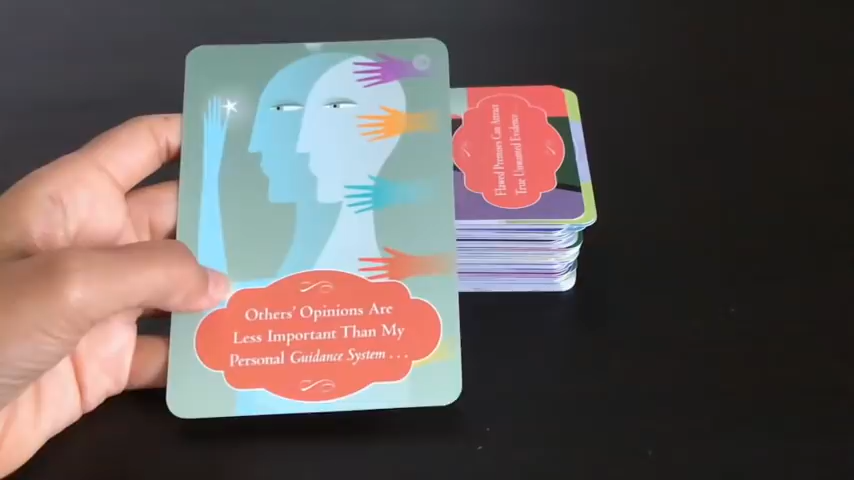 Others' Opinions Are
Less Important Than My
Personal Guidance System . . .
Flawed Premises Can Attract
True Unwanted Evidence